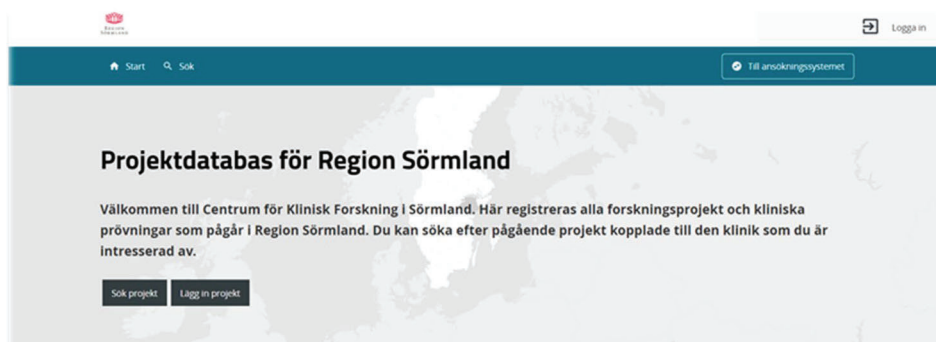 REGION
SÖRMLAND
Logga in
Start Sök
Till ansökningssystemet
Projektdatabas för Region Sörmland
Välkommen till Centrum för Klinisk Forskning i Sörmland. Här registreras alla forskningsprojekt och kliniska
prövningar som pågår i Region Sörmland. Du kan söka efter pågående projekt kopplade till den klinik som du är
intresserad av.
Sök projekt Lägg in projekt